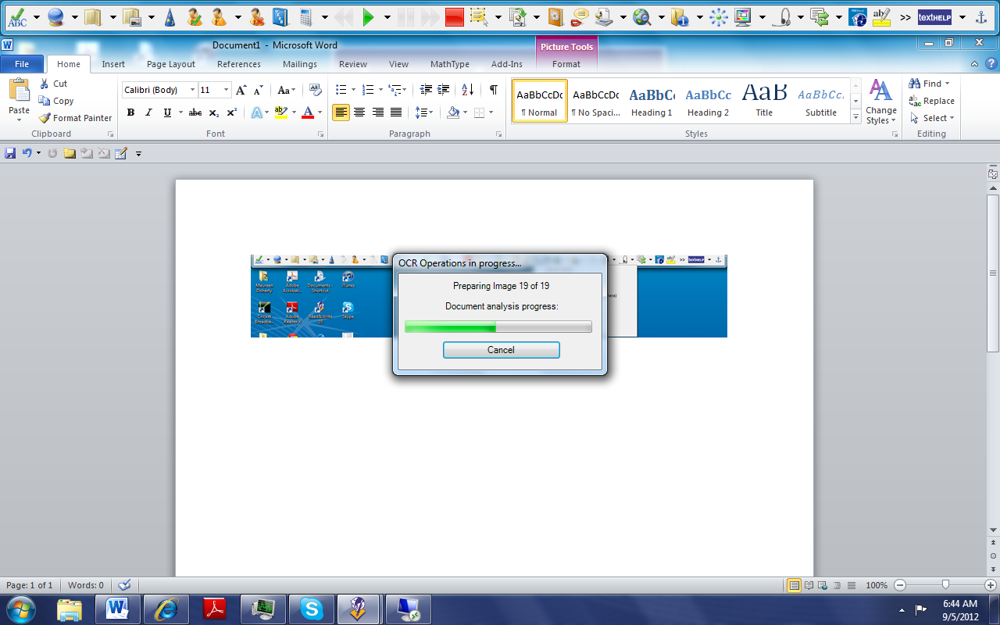 ABC
ab/
>>
textHELP
W
Document1 - Microsoft Word
Picture Tools
File
Home
Insert
Page Layout
References
Mailings
Review
View
MathType
Add-Ins
Format
Paste
Cut
Copy
Format Painter
Clipboard
Calibri (Body)
11
Font
Paragraph
AaBbCcDc
¶ Normal
AaBbCcDc
¶ No Spaci...
AaBbCc
Heading 1
AaBbCc
Heading 2
AaB
Title
AaBbCc.
Subtitle
Change
Styles
Styles
Find
Replace
Select
Editing
>>
textHELP
Maureen
Doherty
Adobe
Acrobat...
Documents -
Shortcut
iTunes
Cricket
Broadba...
Adobe
Reader X
Read&Write
10
Skype
OCR Operations in progress...
Preparing Image 19 of 19
Document analysis progress:
Cancel
Page: 1 of 1
Words: 0
100%
6:44 AM
9/5/2012